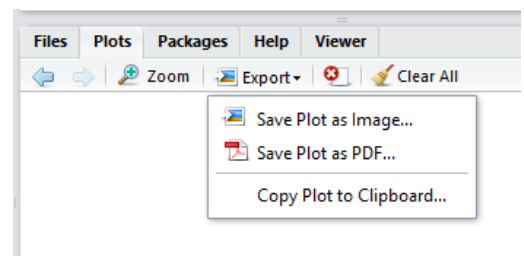 Files Plots Packages Help Viewer
Zoom Export Clear All
Save Plot as Image...
Save Plot as PDF...
Copy Plot to Clipboard...